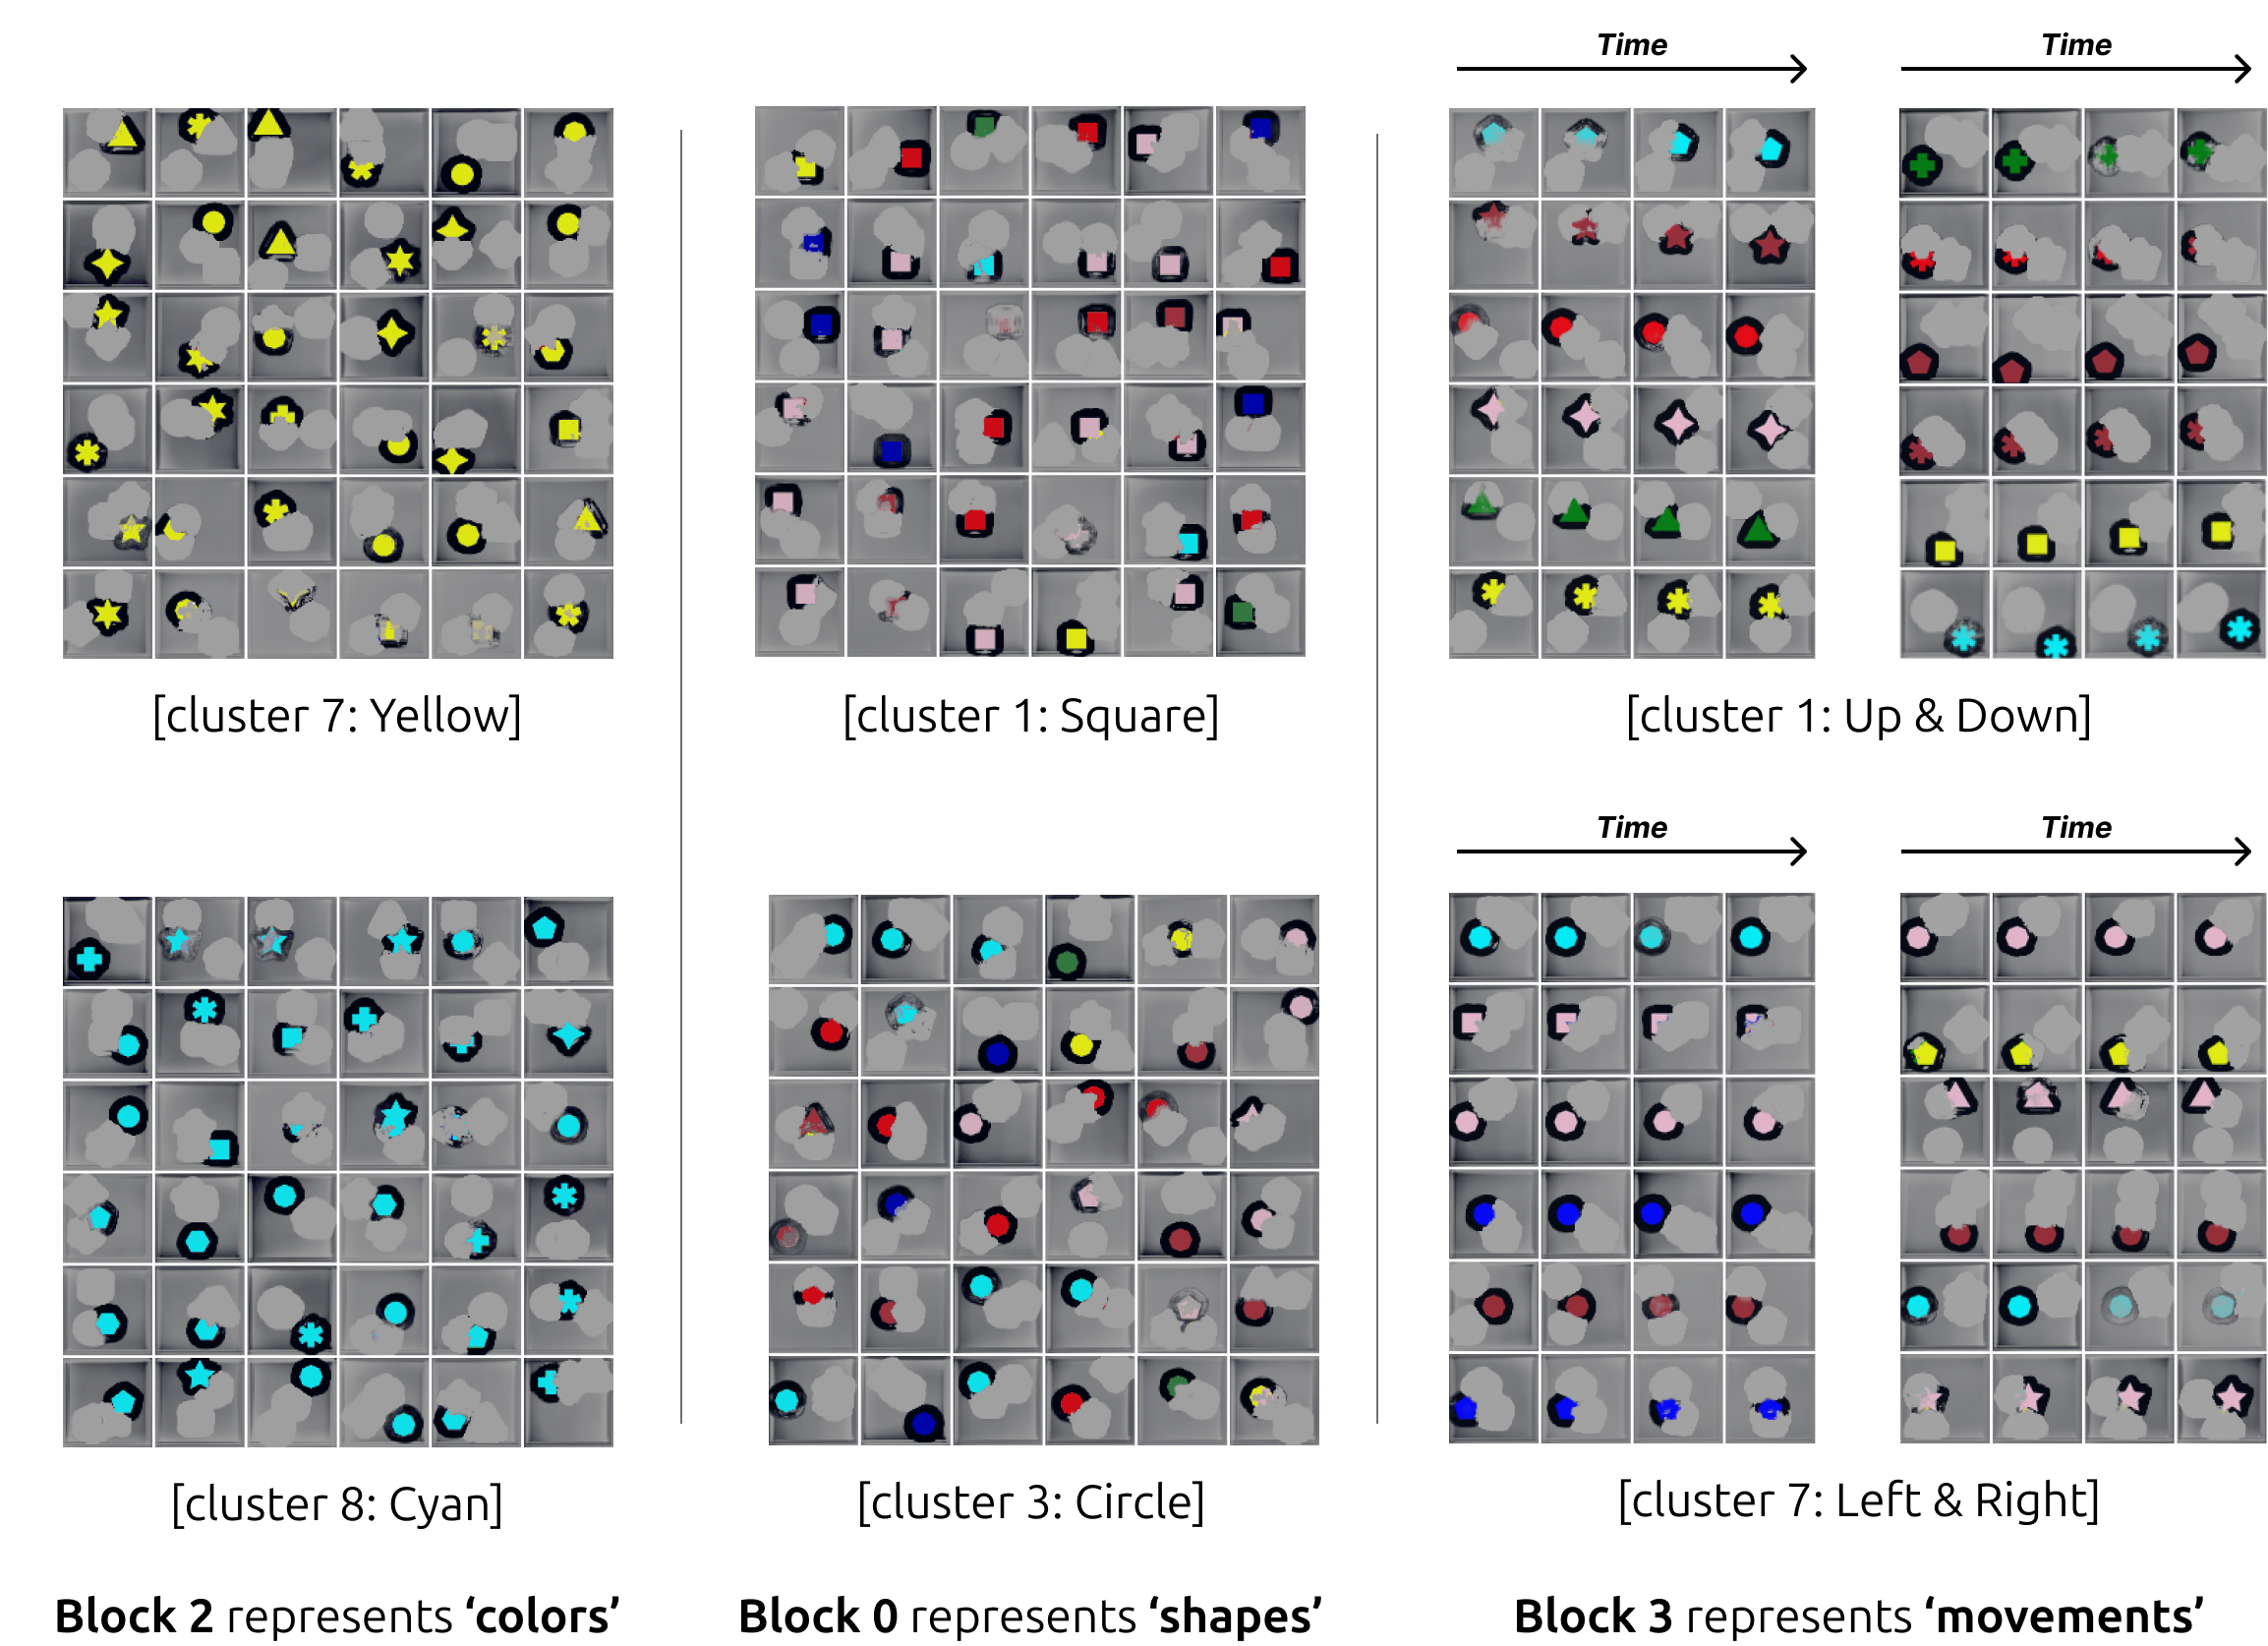 Time
Time
[cluster 7: Yellow]
[cluster 1: Square]
[cluster 1: Up & Down]
Time
Time
[cluster 8: Cyan]
[cluster 3: Circle]
[cluster 7: Left & Right]
Block 2 represents ‘colors’
Block 0 represents ‘shapes’
Block 3 represents ‘movements’